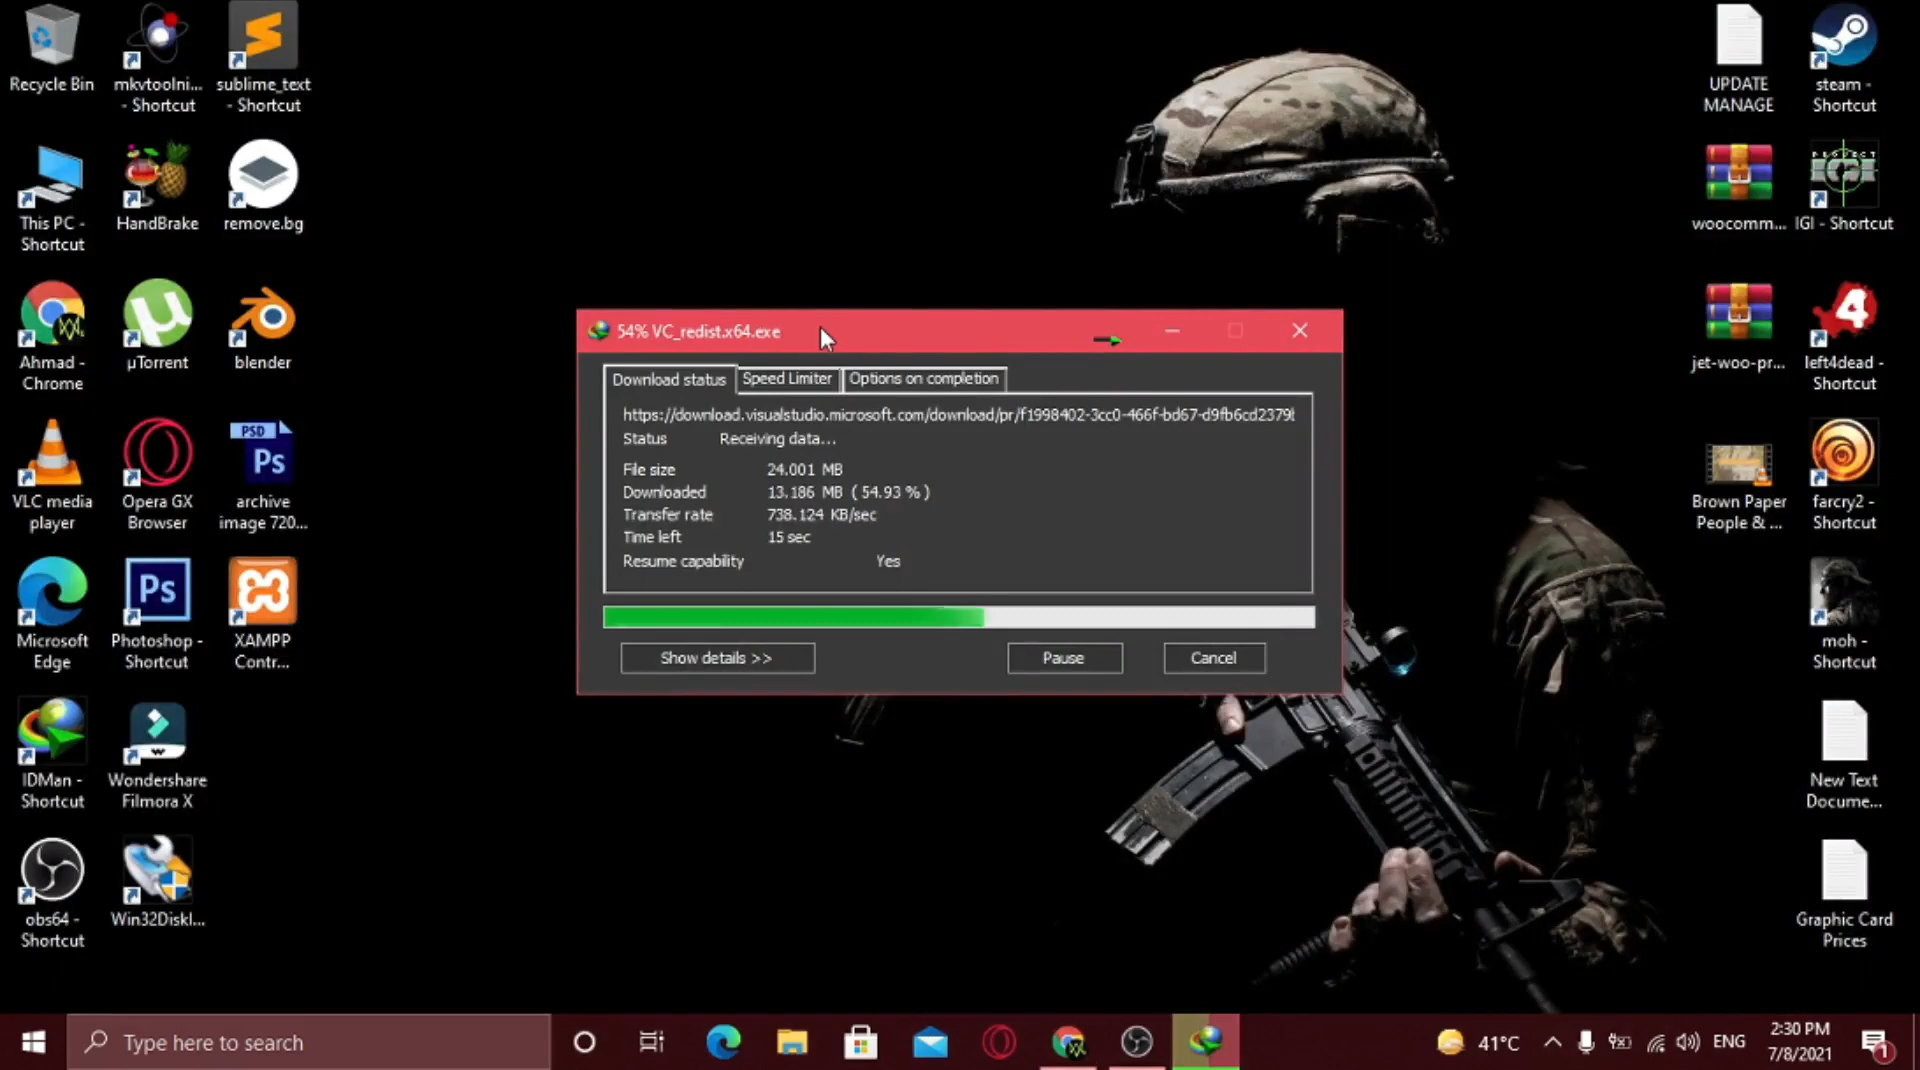 Recycle Bin
mkvtoolni...
- Shortcut
sublime_text
- Shortcut
This PC -
Shortcut
HandBrake
remove.bg
Ahmad -
Chrome
µTorrent
blender
VLC media
player
Opera GX
Browser
PSD
Ps
archive
image 720...
Microsoft
Edge
Ps
Photoshop -
Shortcut
XAMPP
Contr...
IDMan -
Shortcut
Wondershare
Filmora X
obs64 -
Shortcut
Win32DiskI...
54% VC_redist.x64.exe
Download status
Speed Limiter
Options on completion
https://download.visualstudio.microsoft.com/download/pr/f1998402-3cc0-466f-bd67-d9fb6cd2379
Status Receiving data...
File size 24.001 MB
Downloaded 13.186 MB ( 54.93 % )
Transfer rate 738.124 KB/sec
Time left 15 sec
Resume capability Yes
Show details >>
Pause
Cancel
UPDATE
MANAGE
steam -
Shortcut
woocomm...
PROJECT
IGI - Shortcut
jet-woo-pr...
4
left4dead -
Shortcut
Brown Paper
People & ...
farcry2 -
Shortcut
moh -
Shortcut
New Text
Docume...
Graphic Card
Prices
Type here to search
41°C
ENG
2:30 PM
7/8/2021
1